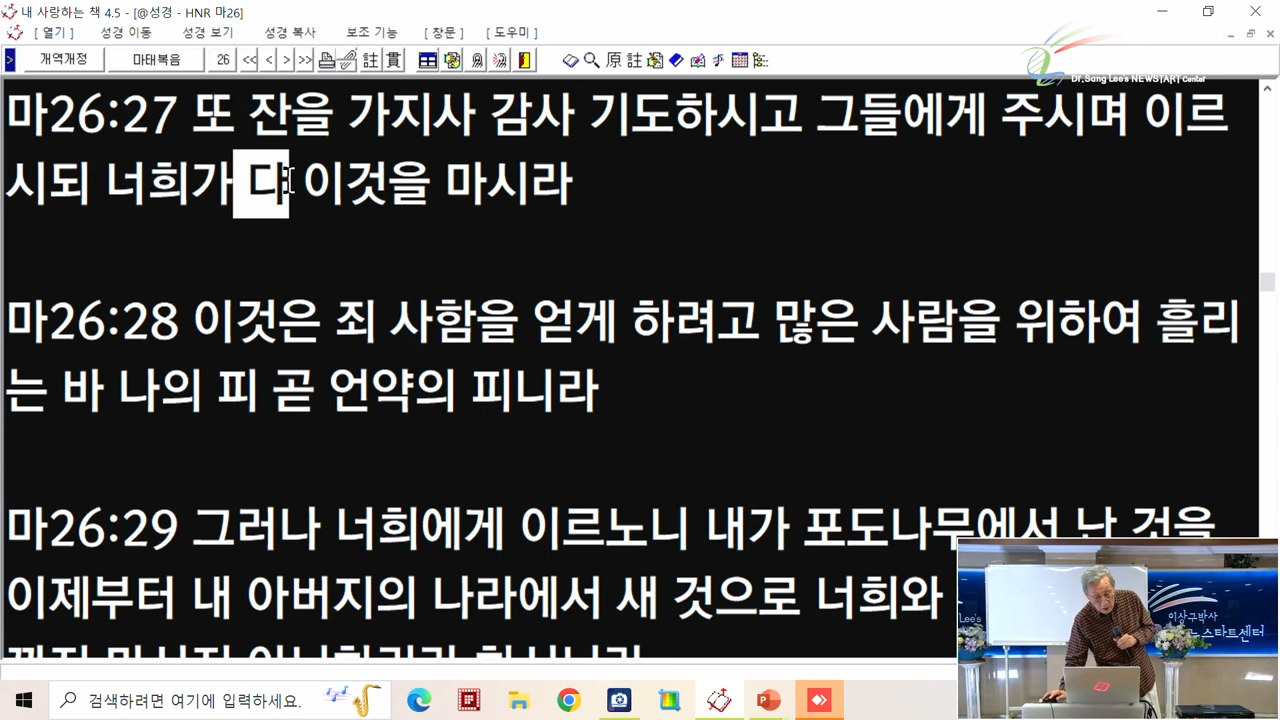 내 사랑하는 책 4.5 - [@성경 - HNR 마26]
[ 열기 ] 성경 이동 성경 보기 성경 복사 보조 기능 [ 창문 ] [ 도우미 ]
개역개정 마태복음 26 << < > >> 註 貫 原 註
Dr.Sang Lee's NEWSTART Center
마26:27 또 잔을 가지사 감사 기도하시고 그들에게 주시며 이르
시되 너희가 다 이것을 마시라
마26:28 이것은 죄 사함을 얻게 하려고 많은 사람을 위하여 흘리
는 바 나의 피 곧 언약의 피니라
마26:29 그러나 너희에게 이르노니 내가 포도나무에서 난 것을
이제부터 내 아버지의 나라에서 새 것으로 너희와
Lee's
이상구박사
뉴스타트센터
검색하려면 여기에 입력하세요.